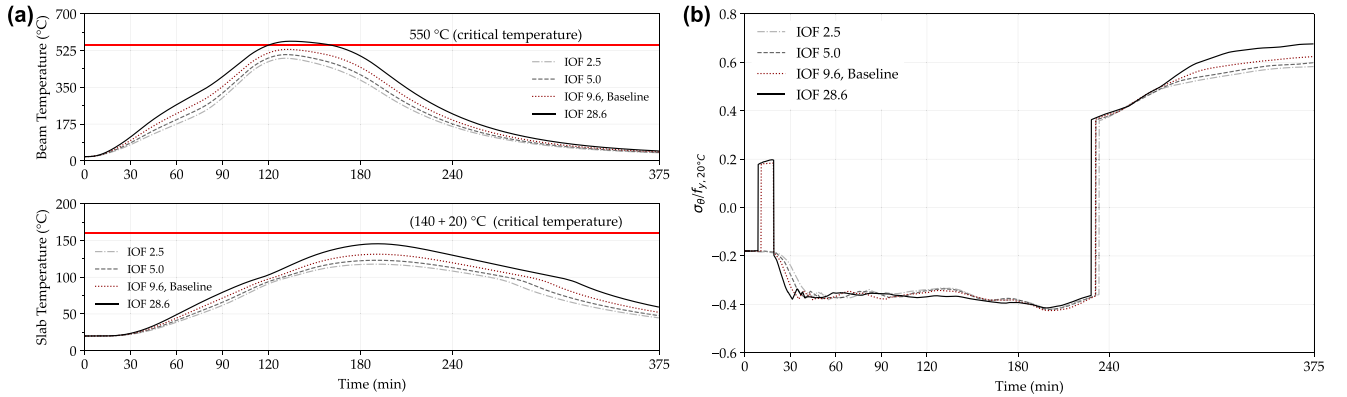 (a)
Beam Temperature (°C)
700
525
350
175
0
550 °C (critical temperature)
IOF 2.5
IOF 5.0
IOF 9.6, Baseline
IOF 28.6
0 30 60 90 120 180 240 375
Slab Temperature (°C)
200
150
100
50
0
(140 + 20) °C (critical temperature)
IOF 2.5
IOF 5.0
IOF 9.6, Baseline
IOF 28.6
0 30 60 90 120 180 240 375
Time (min)
(b)
σθ/fy, 20°C
0.8
0.6
0.4
0.2
0.0
−0.2
−0.4
−0.6
IOF 2.5
IOF 5.0
IOF 9.6, Baseline
IOF 28.6
0 30 60 90 120 180 240 375
Time (min)